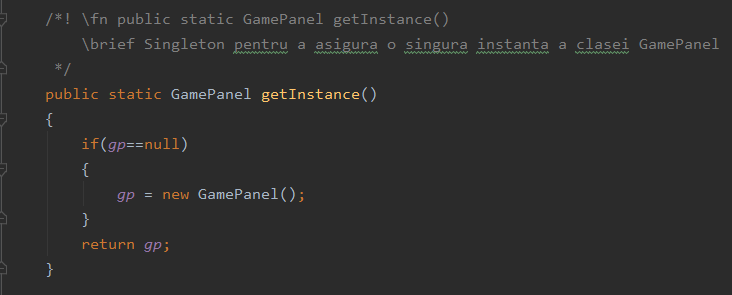 /*! \fn public static GamePanel getInstance()
\brief Singleton pentru a asigura o singura instanta a clasei GamePanel
*/
public static GamePanel getInstance()
{
if(gp==null)
{
gp = new GamePanel();
}
return gp;
}